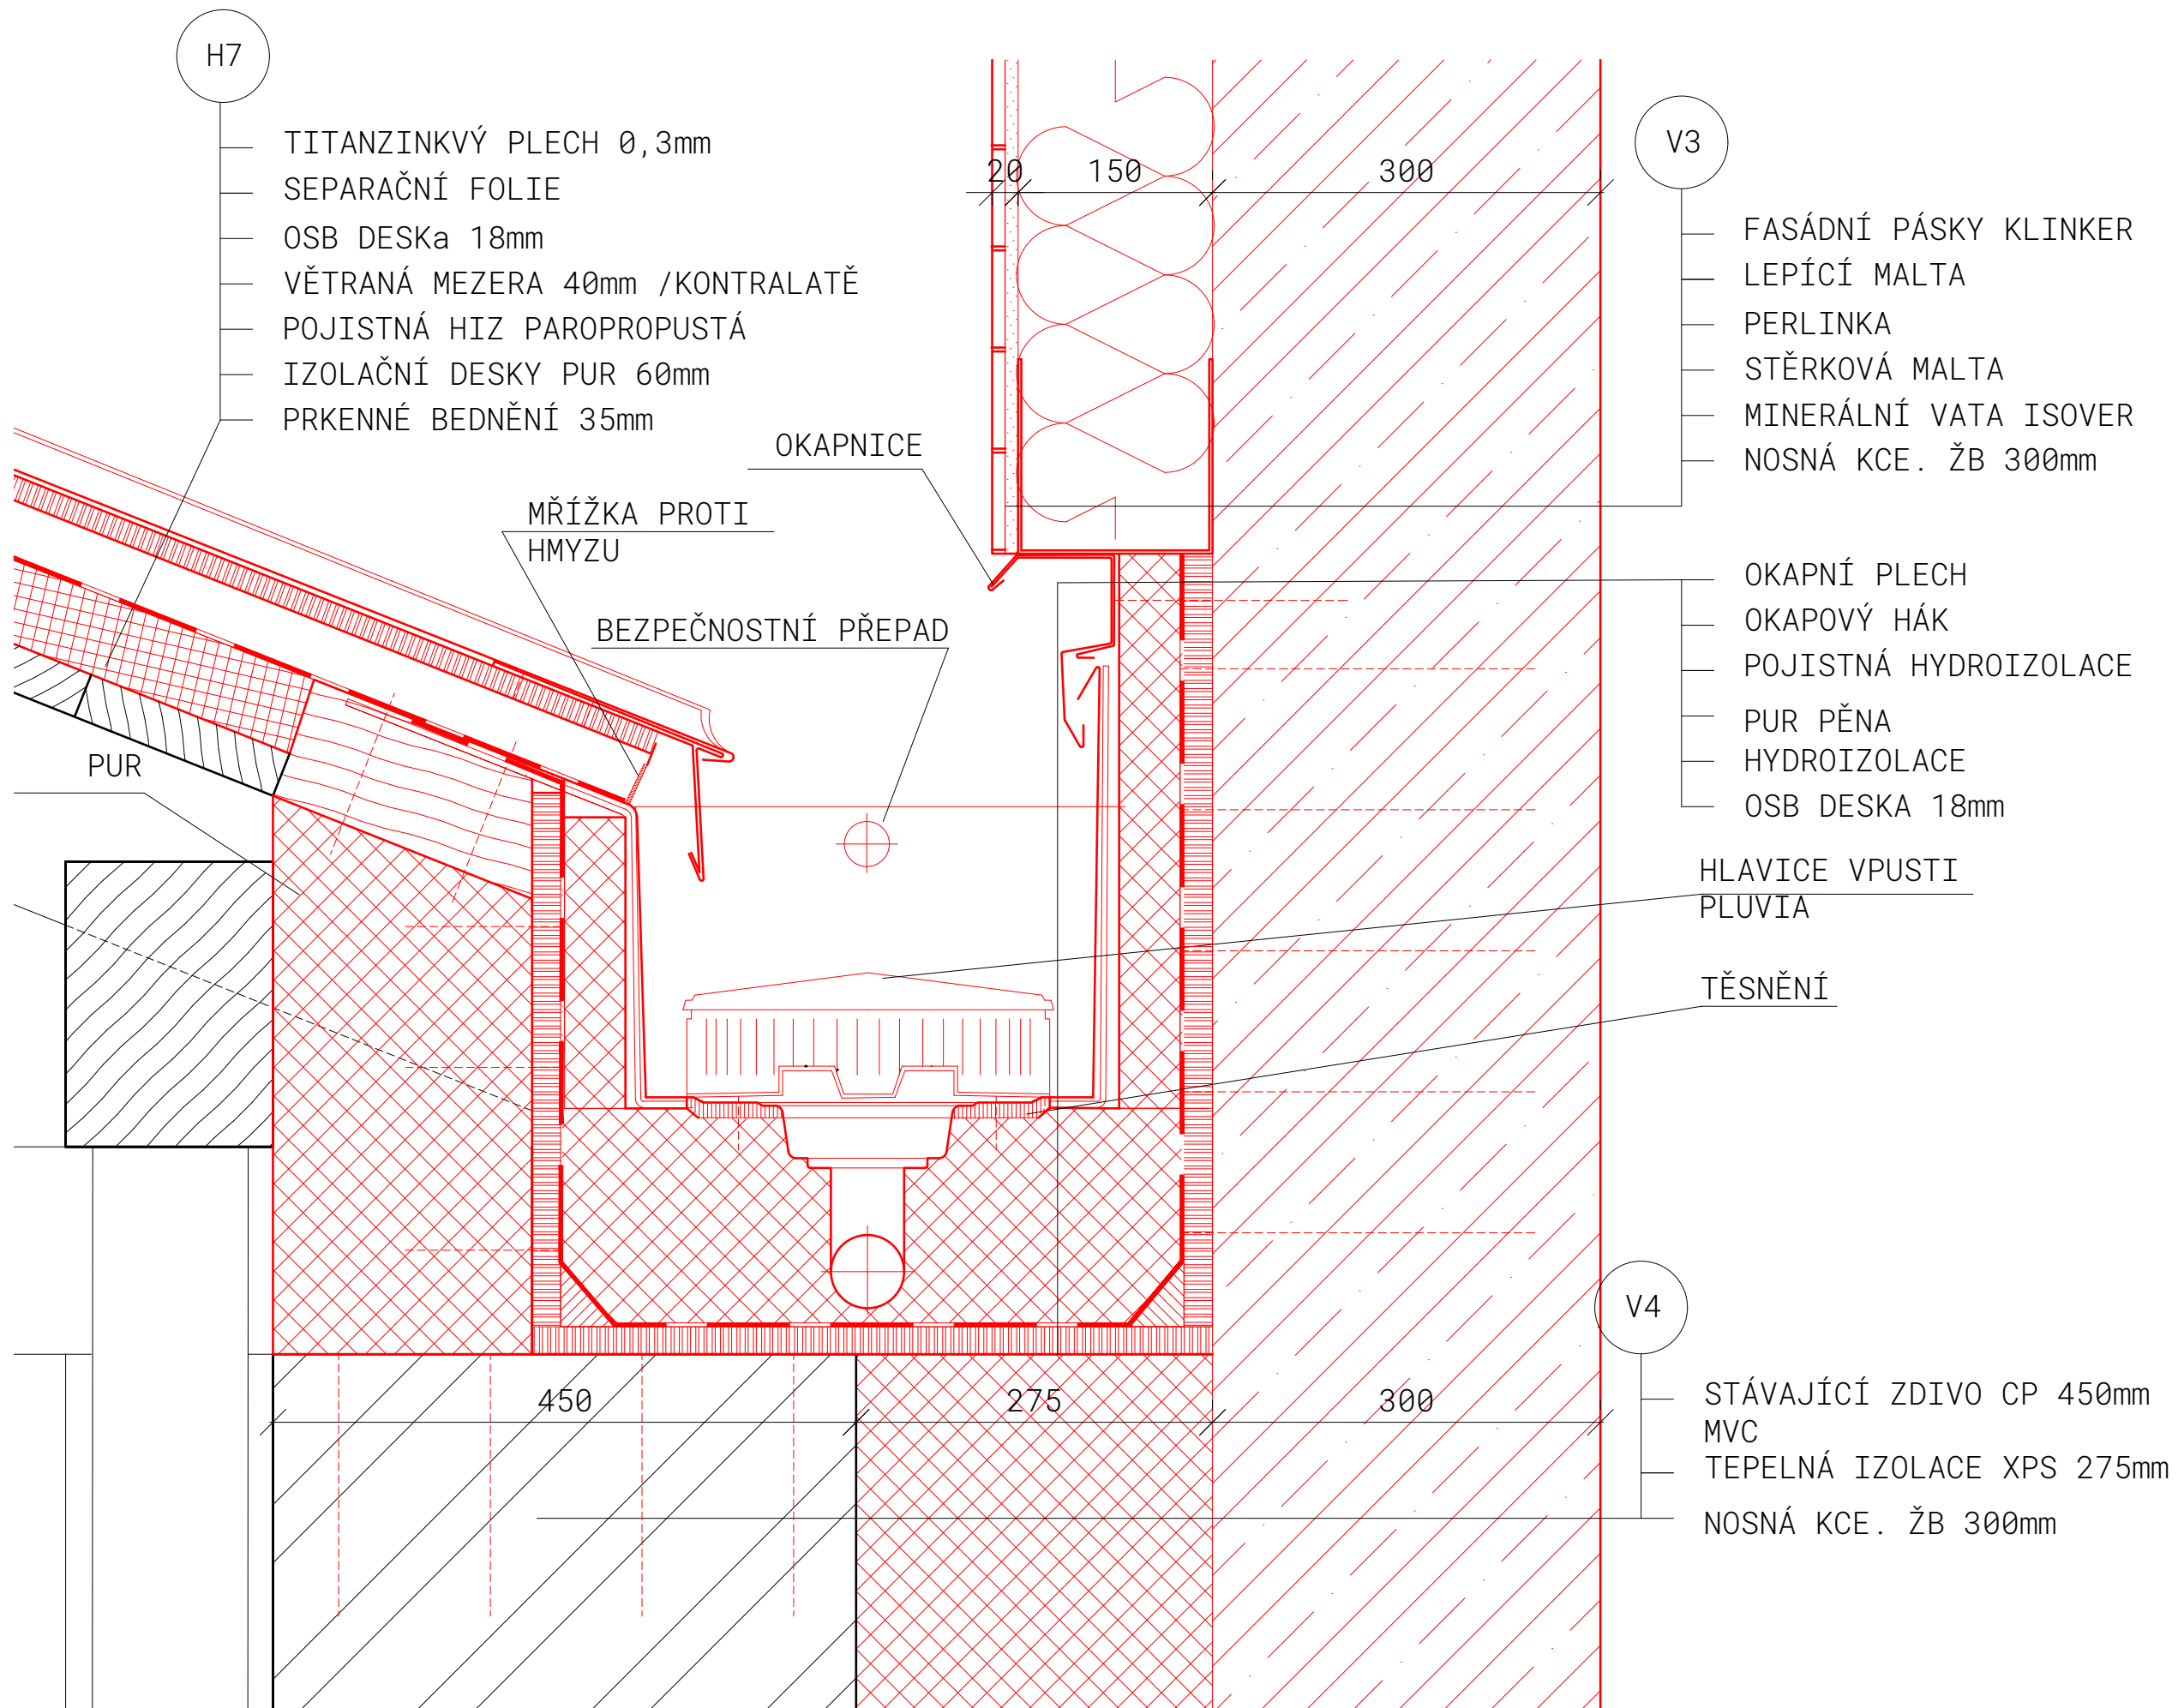 H7
TITANZINKVÝ PLECH 0,3mm
SEPARAČNÍ FOLIE
OSB DESKa 18mm
VĚTRANÁ MEZERA 40mm /KONTRALATĚ
POJISTNÁ HIZ PAROPROPUSTÁ
IZOLAČNÍ DESKY PUR 60mm
PRKENNÉ BEDNĚNÍ 35mm
OKAPNICE
MŘÍŽKA PROTI
HMYZU
BEZPEČNOSTNÍ PŘEPAD
PUR
20
150
300
V3
FASÁDNÍ PÁSKY KLINKER
LEPÍCÍ MALTA
PERLINKA
STĚRKOVÁ MALTA
MINERÁLNÍ VATA ISOVER
NOSNÁ KCE. ŽB 300mm
OKAPNÍ PLECH
OKAPOVÝ HÁK
POJISTNÁ HYDROIZOLACE
PUR PĚNA
HYDROIZOLACE
OSB DESKA 18mm
HLAVICE VPUSTI
PLUVIA
TĚSNĚNÍ
450
275
300
V4
STÁVAJÍCÍ ZDIVO CP 450mm
MVC
TEPELNÁ IZOLACE XPS 275mm
NOSNÁ KCE. ŽB 300mm